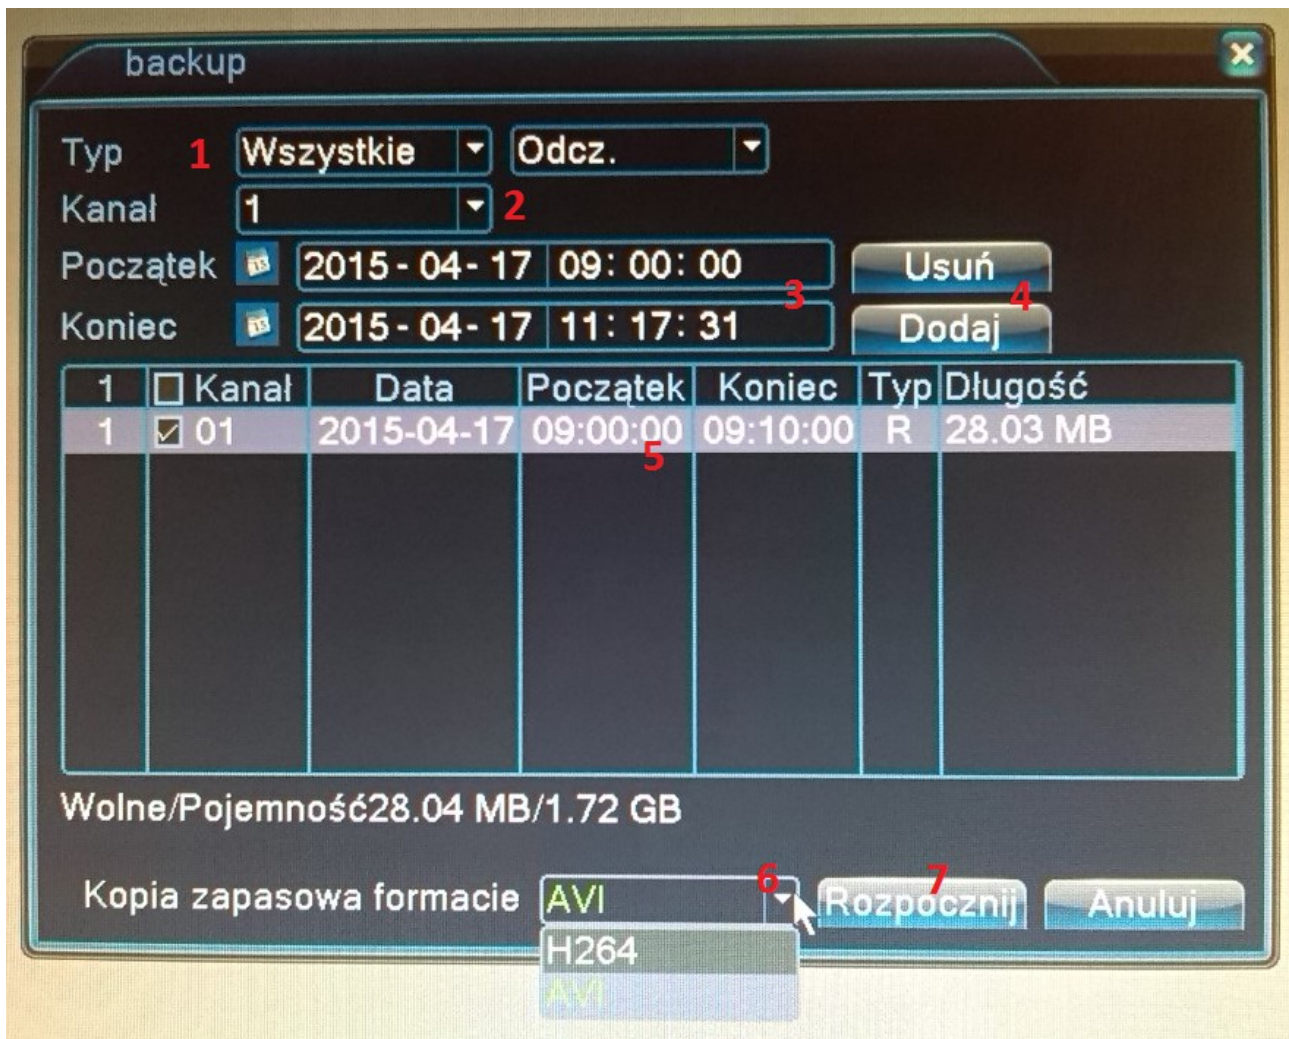 backup
Typ 1 Wszystkie Odcz.
Kanał 1 2
Początek 2015-04-17 09:00:00 Usuń
3 4
Koniec 2015-04-17 11:17:31 Dodaj
1 Kanał Data Początek Koniec Typ Długość
1 01 2015-04-17 09:00:00 09:10:00 R 28.03 MB
5
Wolne/Pojemność28.04 MB/1.72 GB
6 7
Kopia zapasowa formacie AVI Rozpocznij Anuluj
H264
AVI